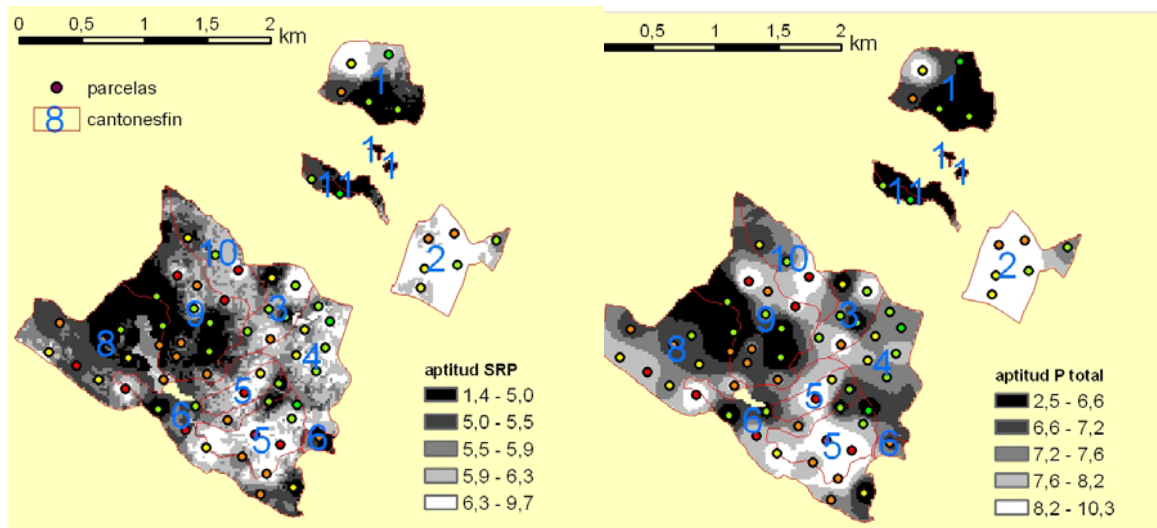 0 0,5 1 1,5 2
km
parcelas
8 cantonesfin
1
1
1
11
2
10
3
9
8
4
5
6
5
6
aptitud SRP
1,4 - 5,0
5,0 - 5,5
5,5 - 5,9
5,9 - 6,3
6,3 - 9,7
0,5 1 1,5 2
km
1
1
1
11
2
10
3
9
8
4
5
6
5
6
aptitud P total
2,5 - 6,6
6,6 - 7,2
7,2 - 7,6
7,6 - 8,2
8,2 - 10,3